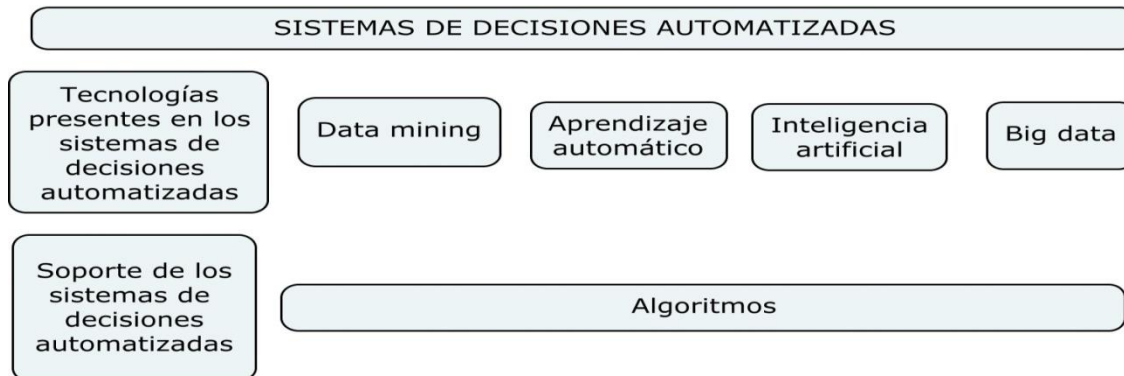 SISTEMAS DE DECISIONES AUTOMATIZADAS
Tecnologías
presentes en los
sistemas de
decisiones
automatizadas
Data mining
Aprendizaje
automático
Inteligencia
artificial
Big data
Soporte de los
sistemas de
decisiones
automatizadas
Algoritmos